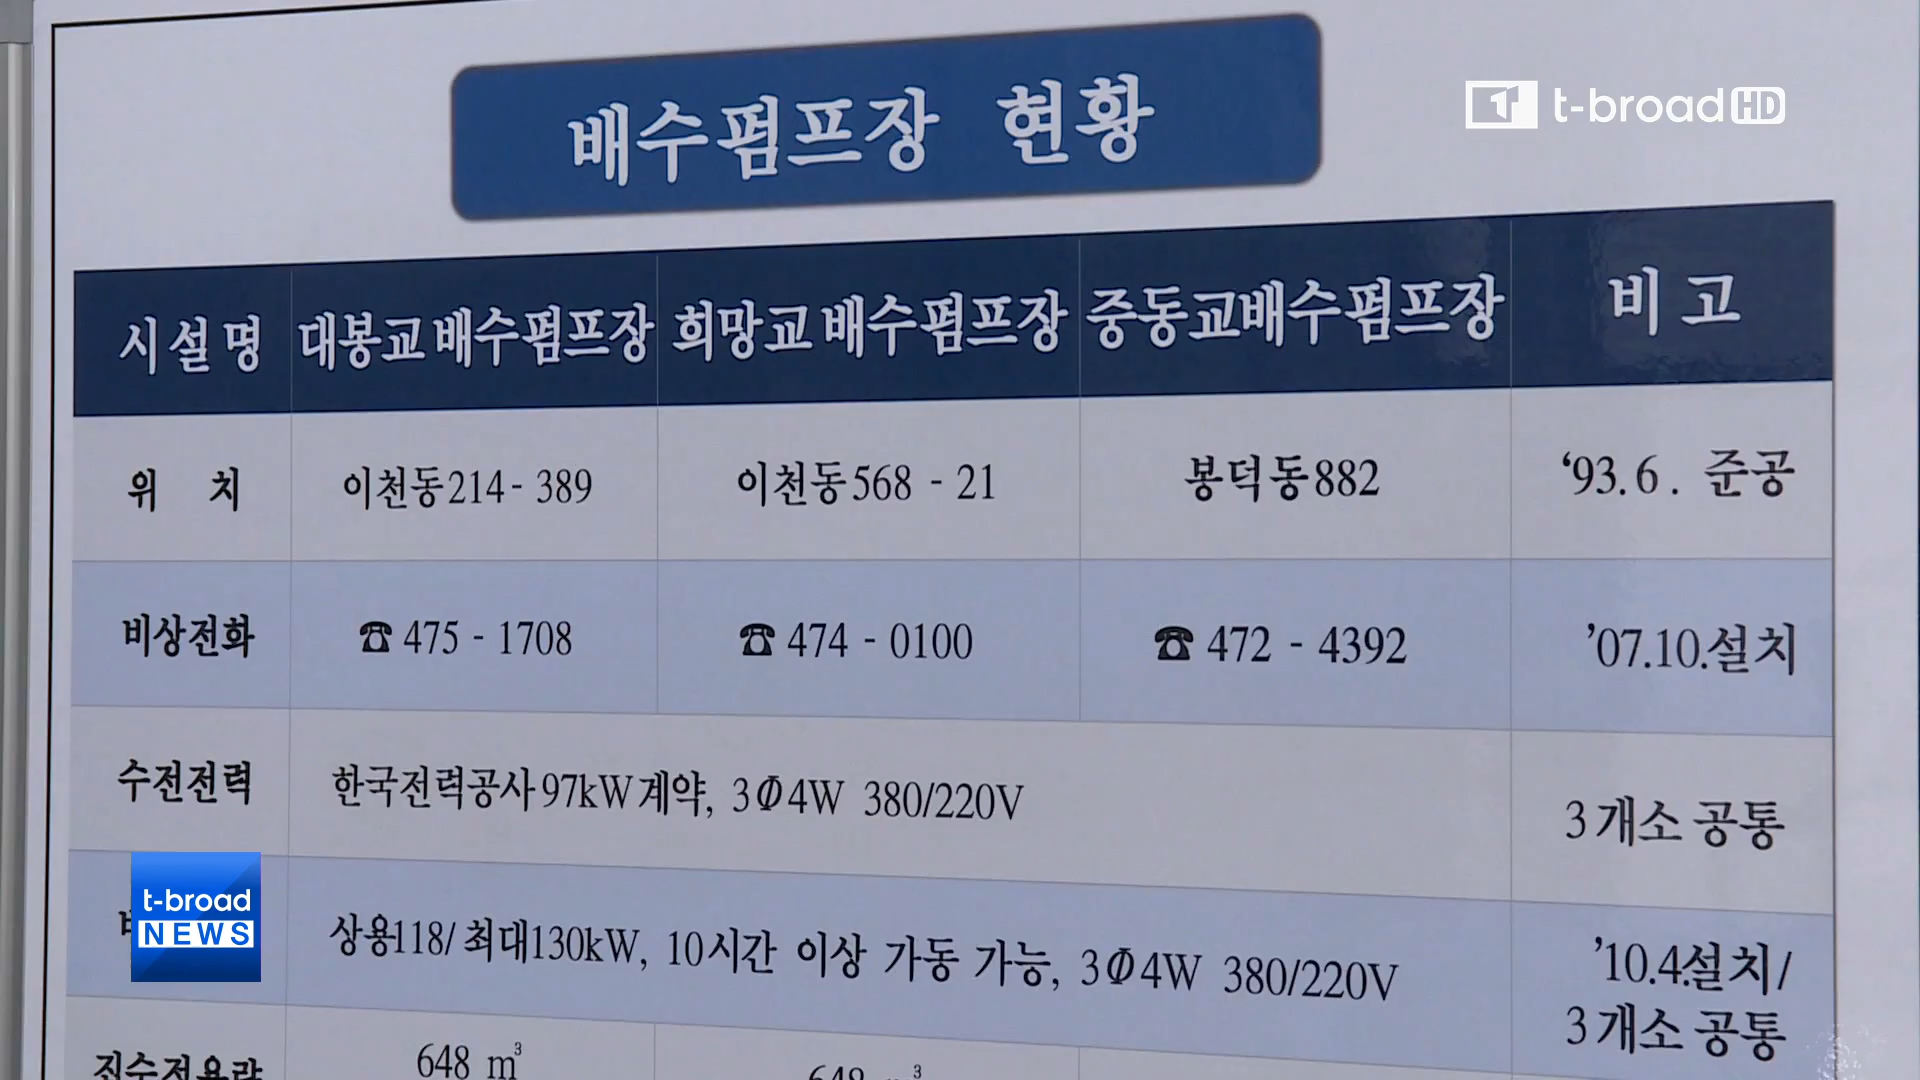 배수펌프장 현황
t-broad HD
시설명 대봉교배수펌프장 희망교배수펌프장 중동교배수펌프장 비고
위 치 이천동214-389 이천동568-21 봉덕동882 ‘93.6. 준공
비상전화 ☎475-1708 ☎474-0100 ☎472-4392 ’07.10.설치
수전전력 한국전력공사97kW계약, 3Φ4W 380/220V 3개소 공통
상용118/최대130kW, 10시간 이상 가동 가능, 3Φ4W 380/220V ’10.4.설치/
3개소 공통
t-broad
NEWS
648 m³